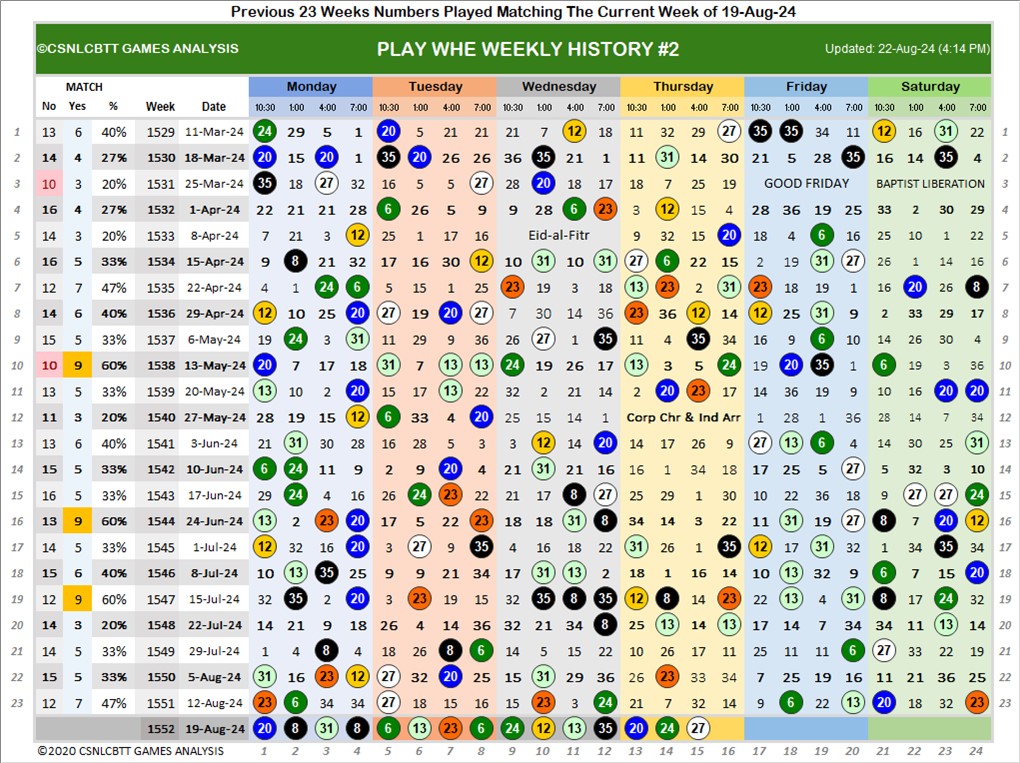 Previous 23 Weeks Numbers Played Matching The Current Week of 19-Aug-24
©CSNLCBTT GAMES ANALYSIS PLAY WHE WEEKLY HISTORY #2 Updated: 22-Aug-24 (4:14 PM)
MATCH Monday Tuesday Wednesday Thursday Friday Saturday
No Yes % Week Date 10:30 1:00 4:00 7:00 10:30 1:00 4:00 7:00 10:30 1:00 4:00 7:00 10:30 1:00 4:00 7:00 10:30 1:00 4:00 7:00 10:30 1:00 4:00 7:00
1 13 6 40% 1529 11-Mar-24 24 29 5 1 20 5 21 21 21 7 12 18 11 32 29 27 35 35 34 11 12 16 31 22 1
2 14 4 27% 1530 18-Mar-24 20 15 20 1 35 20 26 26 36 35 21 1 11 31 14 30 21 5 28 35 16 14 35 4 2
3 10 3 20% 1531 25-Mar-24 35 18 27 32 16 5 5 27 28 20 18 17 18 7 25 19 GOOD FRIDAY BAPTIST LIBERATION 3
4 16 4 27% 1532 1-Apr-24 22 21 21 28 6 26 5 9 9 28 6 23 3 12 15 4 28 36 19 25 33 2 30 29 4
5 14 3 20% 1533 8-Apr-24 7 21 3 12 25 1 17 16 Eid-al-Fitr 9 32 15 20 18 4 6 16 25 10 1 22 5
6 16 5 33% 1534 15-Apr-24 9 8 21 32 17 16 30 12 10 31 10 31 27 6 22 15 2 19 31 27 26 1 14 16 6
7 12 7 47% 1535 22-Apr-24 4 1 24 6 5 15 1 25 23 19 3 18 13 23 2 31 23 18 19 1 16 20 26 8 7
8 14 6 40% 1536 29-Apr-24 12 10 25 20 27 19 20 27 7 30 14 36 23 36 12 14 12 25 31 9 2 33 29 17 8
9 15 5 33% 1537 6-May-24 19 24 3 31 11 29 9 36 26 27 1 35 11 4 35 34 19 9 6 9 14 26 30 4 9
10 10 9 60% 1538 13-May-24 20 7 17 18 31 7 13 13 24 19 26 17 13 3 5 24 19 20 35 1 6 19 3 36 10
11 13 5 33% 1539 20-May-24 13 10 2 20 15 17 13 22 32 2 21 14 2 20 23 17 14 36 19 9 10 16 20 20 11
12 11 3 20% 1540 27-May-24 28 19 15 12 6 33 4 20 25 15 14 1 Corp Chr & Ind Arr 1 9 26 36 28 14 7 34 12
13 13 6 40% 1541 3-Jun-24 21 31 30 28 16 28 5 3 3 12 14 20 14 17 26 9 27 13 6 4 14 30 25 31 13
14 15 5 33% 1542 10-Jun-24 6 24 11 9 2 9 20 4 21 31 21 14 16 1 34 18 17 25 5 27 5 32 3 10 14
15 16 5 33% 1543 17-Jun-24 29 24 4 16 26 24 23 22 21 17 8 27 25 29 1 30 10 22 36 18 9 27 27 24 15
16 13 9 60% 1544 24-Jun-24 13 2 23 20 17 5 22 23 18 18 31 8 34 14 3 22 11 31 19 27 8 7 20 12 16
17 14 5 33% 1545 1-Jul-24 12 32 16 20 3 27 9 35 4 16 18 22 31 26 1 35 12 17 31 32 1 34 35 34 17
18 15 6 40% 1546 8-Jul-24 10 13 35 25 9 9 21 34 17 31 13 2 18 1 16 14 10 13 32 9 6 7 15 20 18
19 12 9 60% 1547 15-Jul-24 32 35 2 20 3 23 19 15 32 35 8 35 12 8 14 23 22 13 4 31 8 17 24 32 19
20 14 3 20% 1548 22-Jul-24 14 21 9 18 26 4 14 36 32 21 34 8 25 13 14 13 17 14 7 34 34 11 13 14 20
21 14 5 33% 1549 29-Jul-24 1 4 8 4 18 26 8 6 14 5 15 22 10 26 17 11 25 11 11 6 27 33 22 19 21
22 15 5 33% 1550 5-Aug-24 31 16 23 12 27 32 20 25 15 31 29 36 26 23 33 34 7 25 19 16 11 21 36 25 22
23 12 7 47% 1551 12-Aug-24 23 6 34 34 27 18 15 16 15 23 3 24 21 7 32 14 9 6 22 13 20 18 32 23 23
1552 19-Aug-24 20 8 31 8 6 13 23 6 24 12 13 35 20 24 27
©2020 CSNLCBTT GAMES ANALYSIS 1 2 3 4 5 6 7 8 9 10 11 12 13 14 15 16 17 18 19 20 21 22 23 24